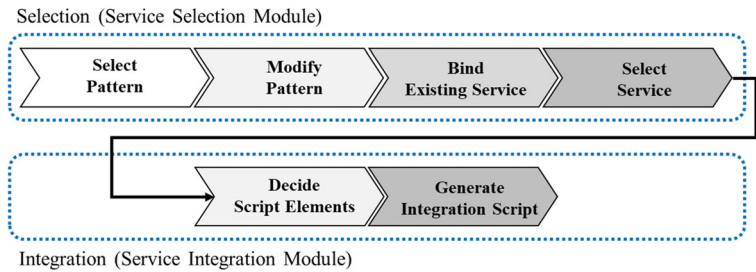 Selection (Service Selection Module)
Select
Pattern
Modify
Pattern
Bind
Existing Service
Select
Service
Decide
Script Elements
Generate
Integration Script
Integration (Service Integration Module)